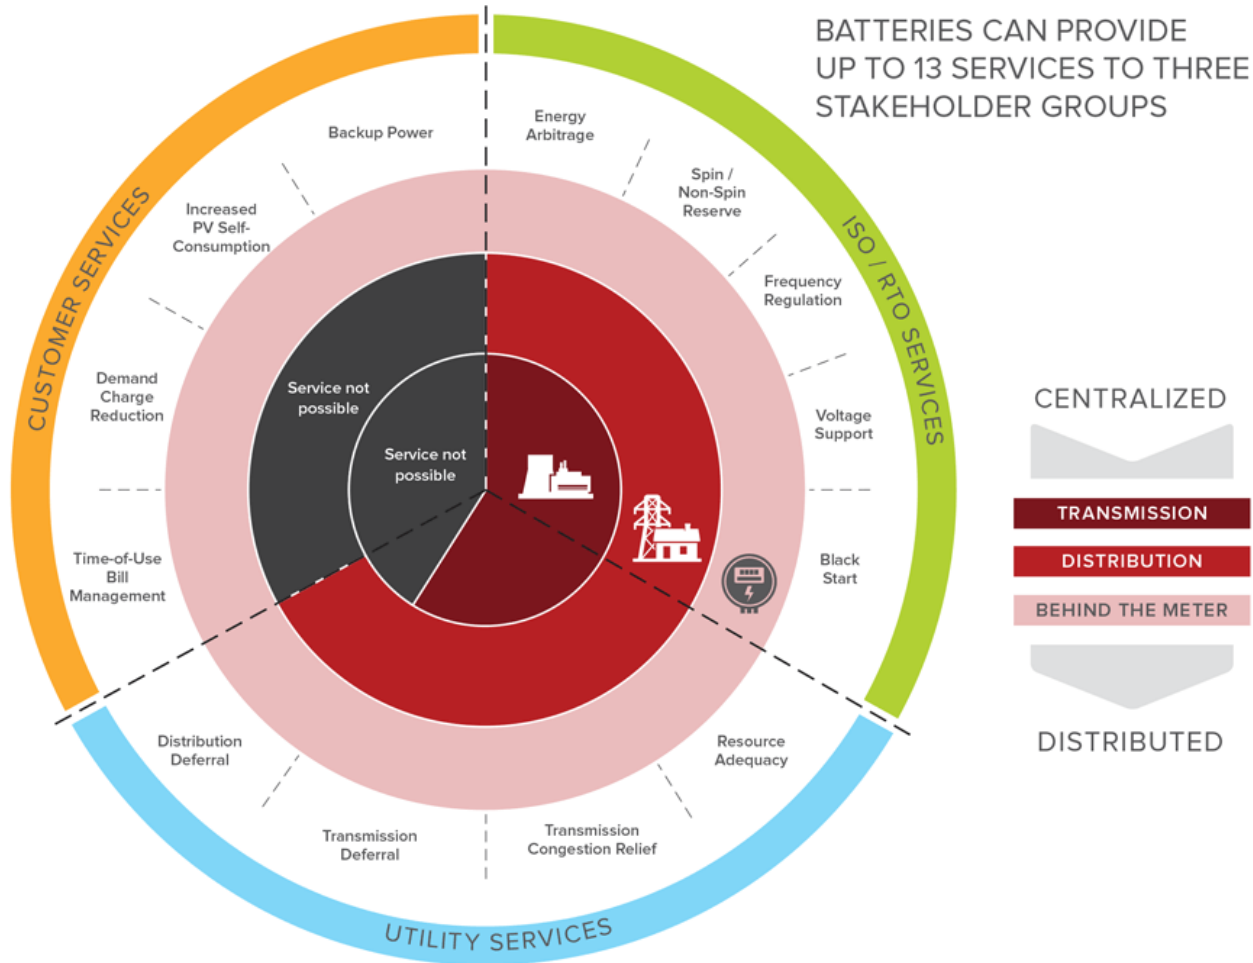 BATTERIES CAN PROVIDE
UP TO 13 SERVICES TO THREE
STAKEHOLDER GROUPS
CUSTOMER SERVICES
ISO / RTO SERVICES
UTILITY SERVICES
Energy
Arbitrage
Spin /
Non-Spin
Reserve
Frequency
Regulation
Voltage
Support
Black
Start
Resource
Adequacy
Transmission
Congestion Relief
Transmission
Deferral
Distribution
Deferral
Time-of-Use
Bill
Management
Demand
Charge
Reduction
Increased
PV Self-
Consumption
Backup Power
Service not
possible
Service not
possible
CENTRALIZED
TRANSMISSION
DISTRIBUTION
BEHIND THE METER
DISTRIBUTED